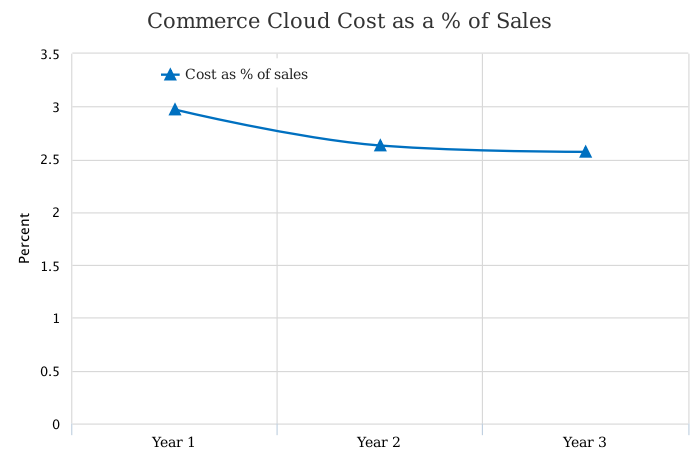 Commerce Cloud Cost as a % of Sales
Cost as % of sales
Percent
3.5
3
2.5
2
1.5
1
0.5
0
Year 1
Year 2
Year 3